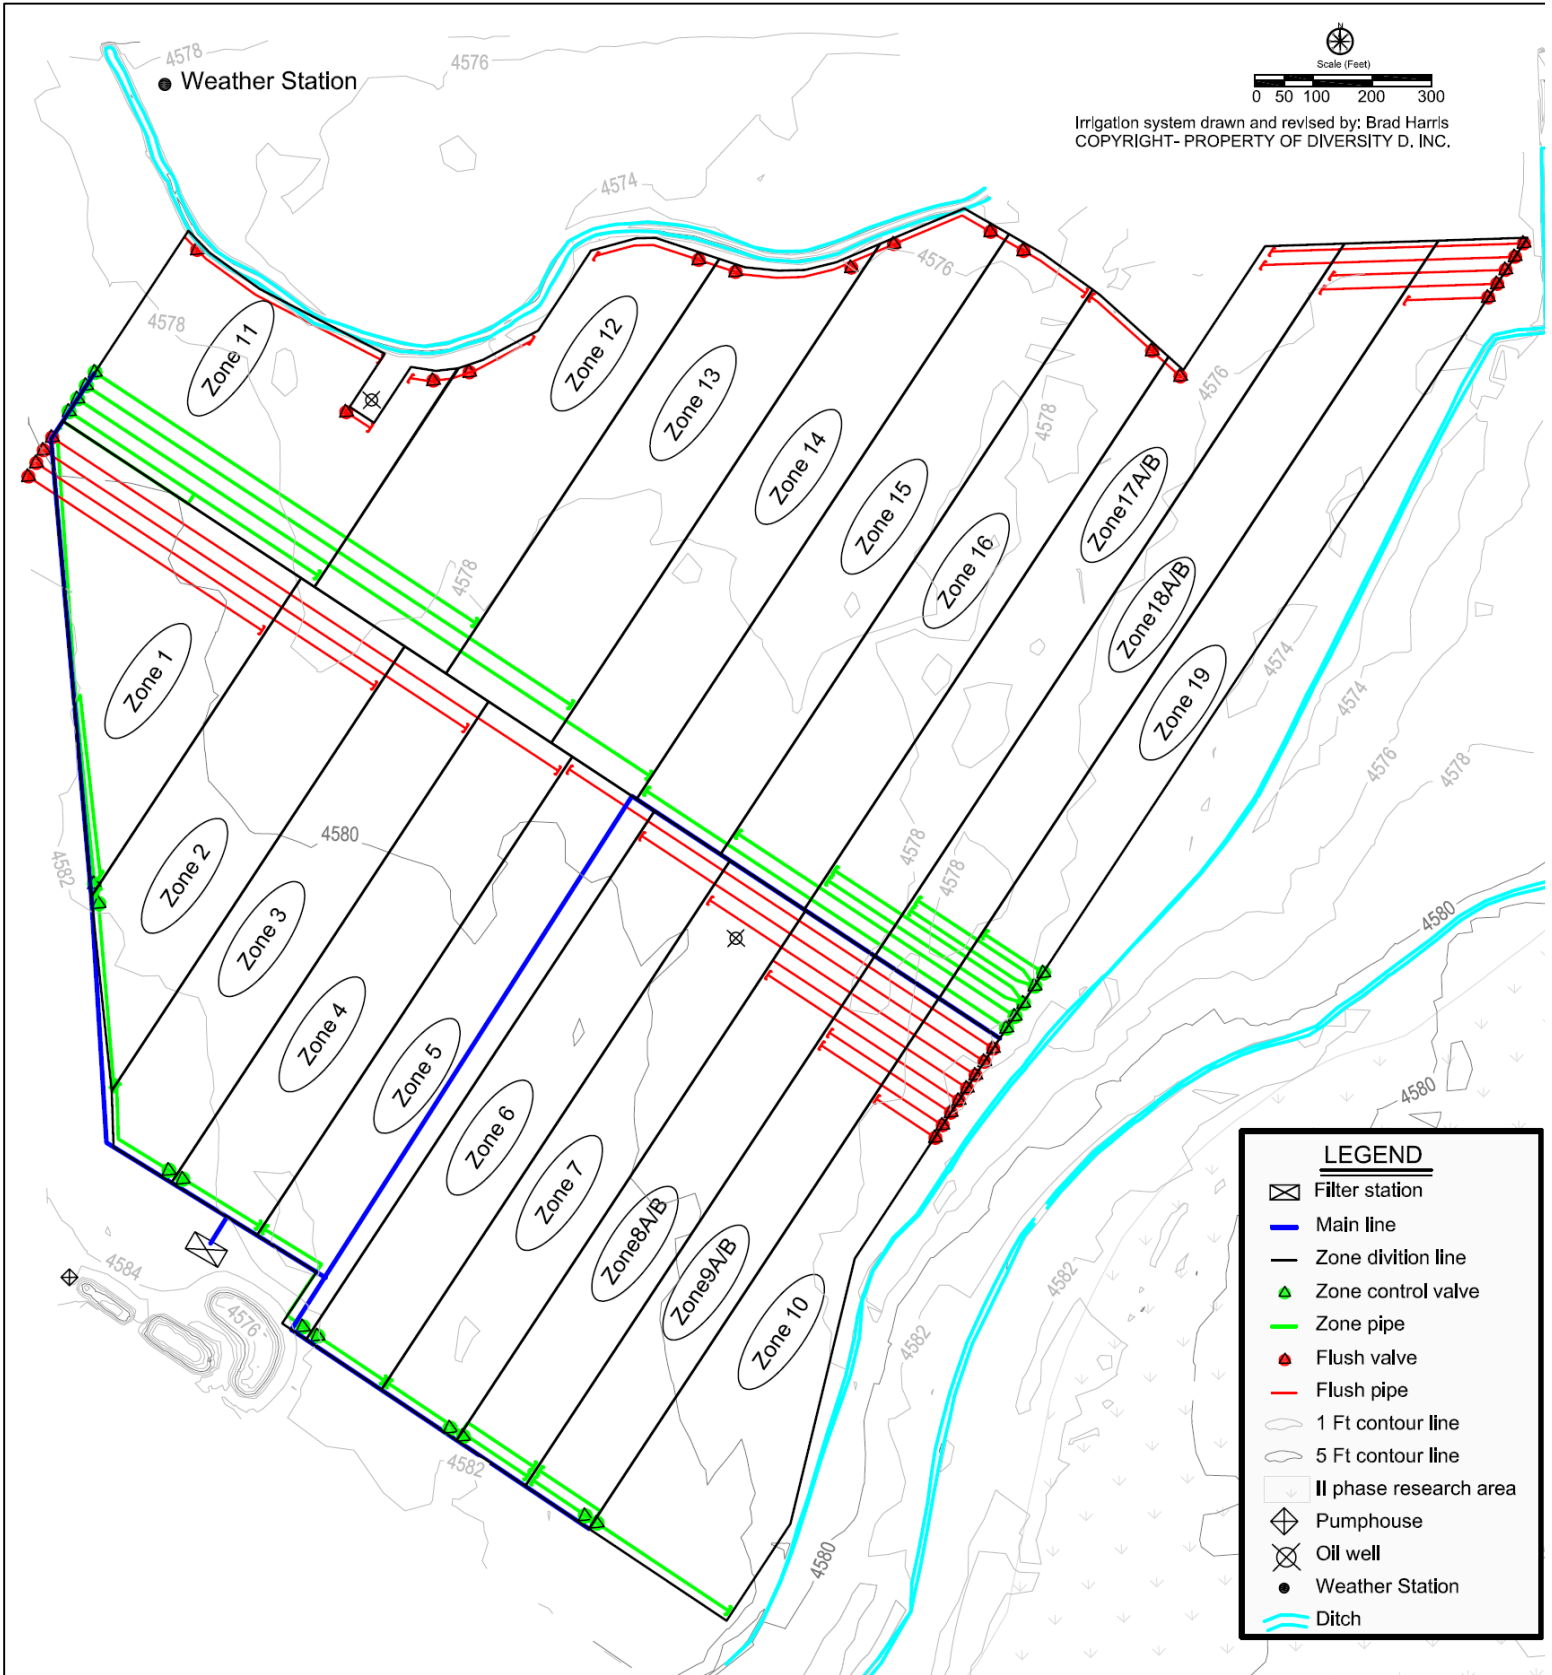 N
Scale (Feet)
0 50 100 200 300
Irrigation system drawn and revised by: Brad Harris
COPYRIGHT- PROPERTY OF DIVERSITY D. INC.
4578
4576
Weather Station
4574
4576
4578
Zone 11
Zone 12
Zone 13
4576
4578
Zone 14
Zone 15
Zone17A/B
Zone 16
4578
Zone18A/B
Zone 1
Zone 19
4574
4574
4576
4578
4580
4582
Zone 2
Zone 3
4578
4578
4580
Zone 4
Zone 5
Zone 6
Zone 7
Zone8A/B
Zone9A/B
Zone 10
4580
4584
4576
4582
4582
4582
4580
LEGEND
Filter station
Main line
Zone divition line
Zone control valve
Zone pipe
Flush valve
Flush pipe
1 Ft contour line
5 Ft contour line
II phase research area
Pumphouse
Oil well
Weather Station
Ditch